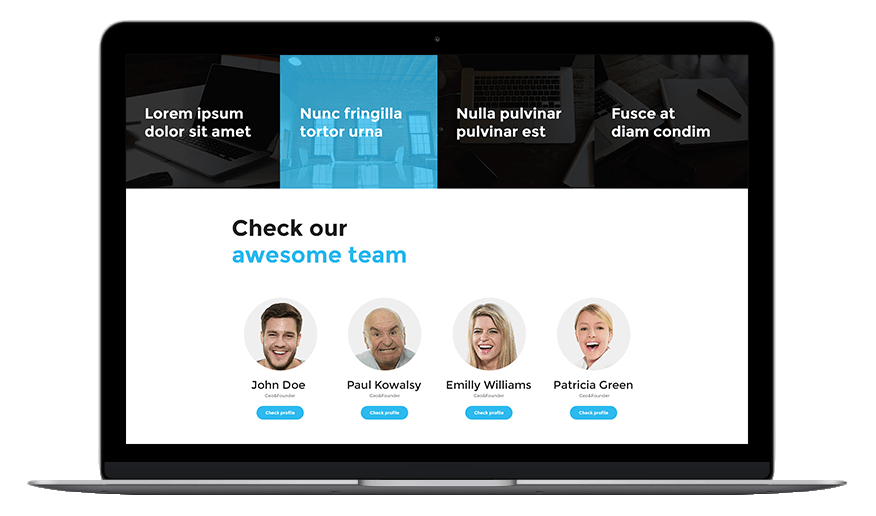 Lorem ipsum
dolor sit amet
Nunc fringilla
tortor urna
Nulla pulvinar
pulvinar est
Fusce at
diam condim
Check our
awesome team
John Doe
Paul Kowalsy
Emilly Williams
Patricia Green
Ceo&Founder
Ceo&Founder
Ceo&Founder
Ceo&Founder
Check profile
Check profile
Check profile
Check profile